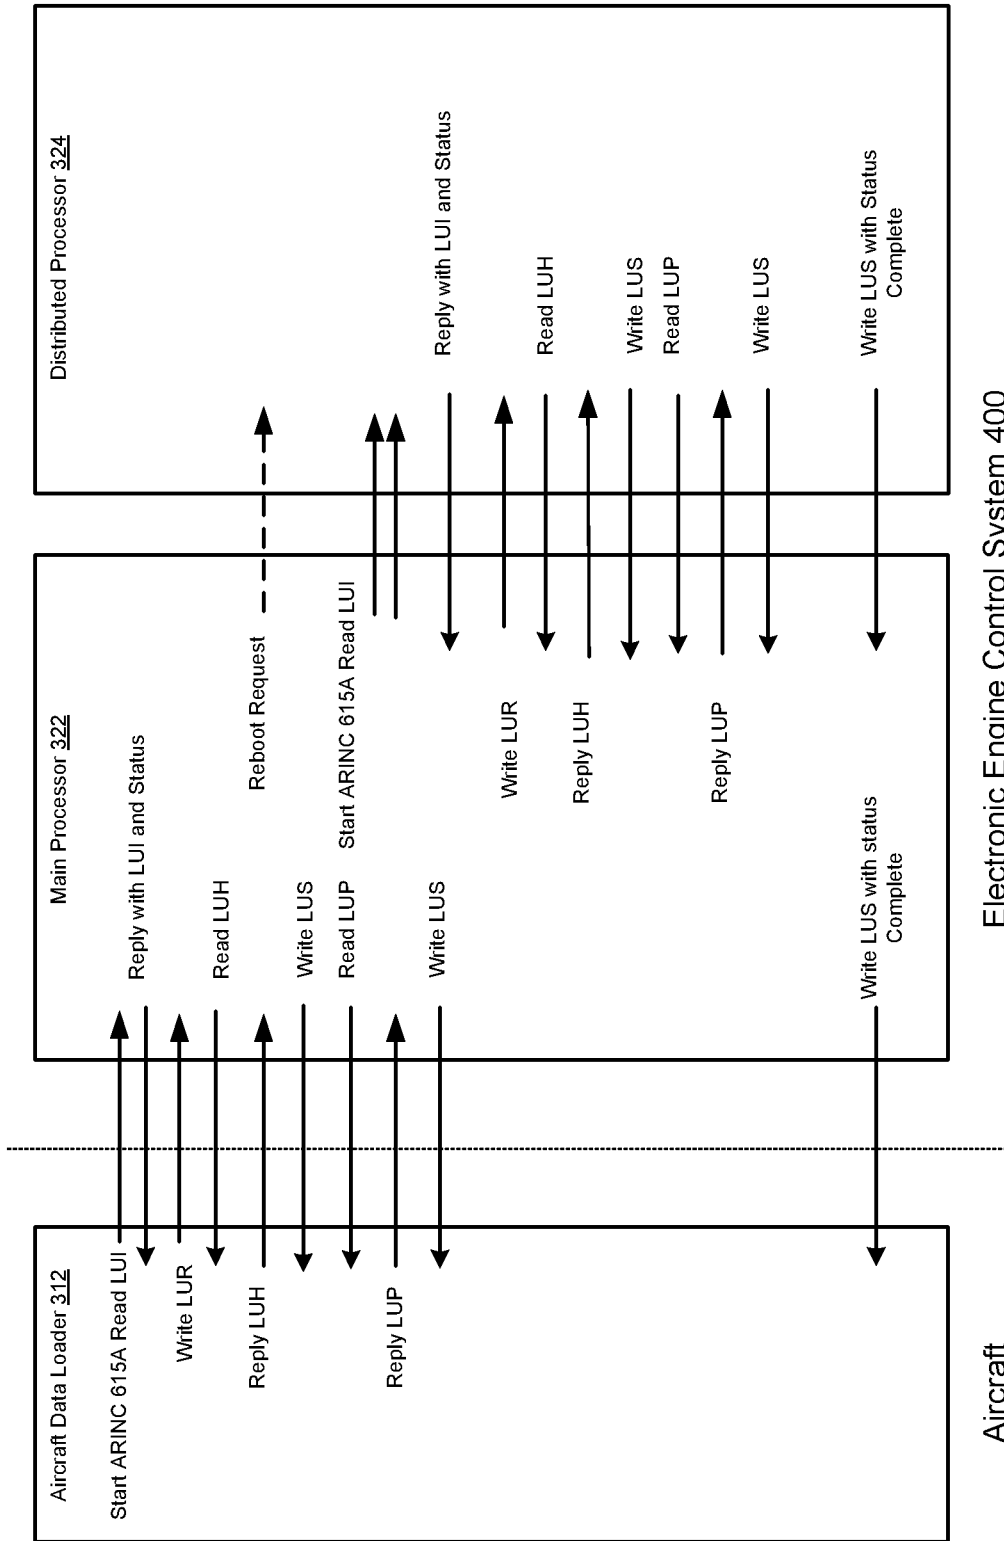 Aircraft Data Loader 312
Start ARINC 615A Read LUI
Write LUR
Reply LUH
Reply LUP
Main Processor 322
Reply with LUI and Status
Read LUH
Reboot Request
Write LUS
Read LUP
Start ARINC 615A Read LUI
Write LUS
Write LUR
Reply LUH
Reply LUP
Write LUS with status
Complete
Distributed Processor 324
Reply with LUI and Status
Read LUH
Write LUS
Read LUP
Write LUS
Write LUS with Status
Complete
Aircraft
Electronic Engine Control System 400